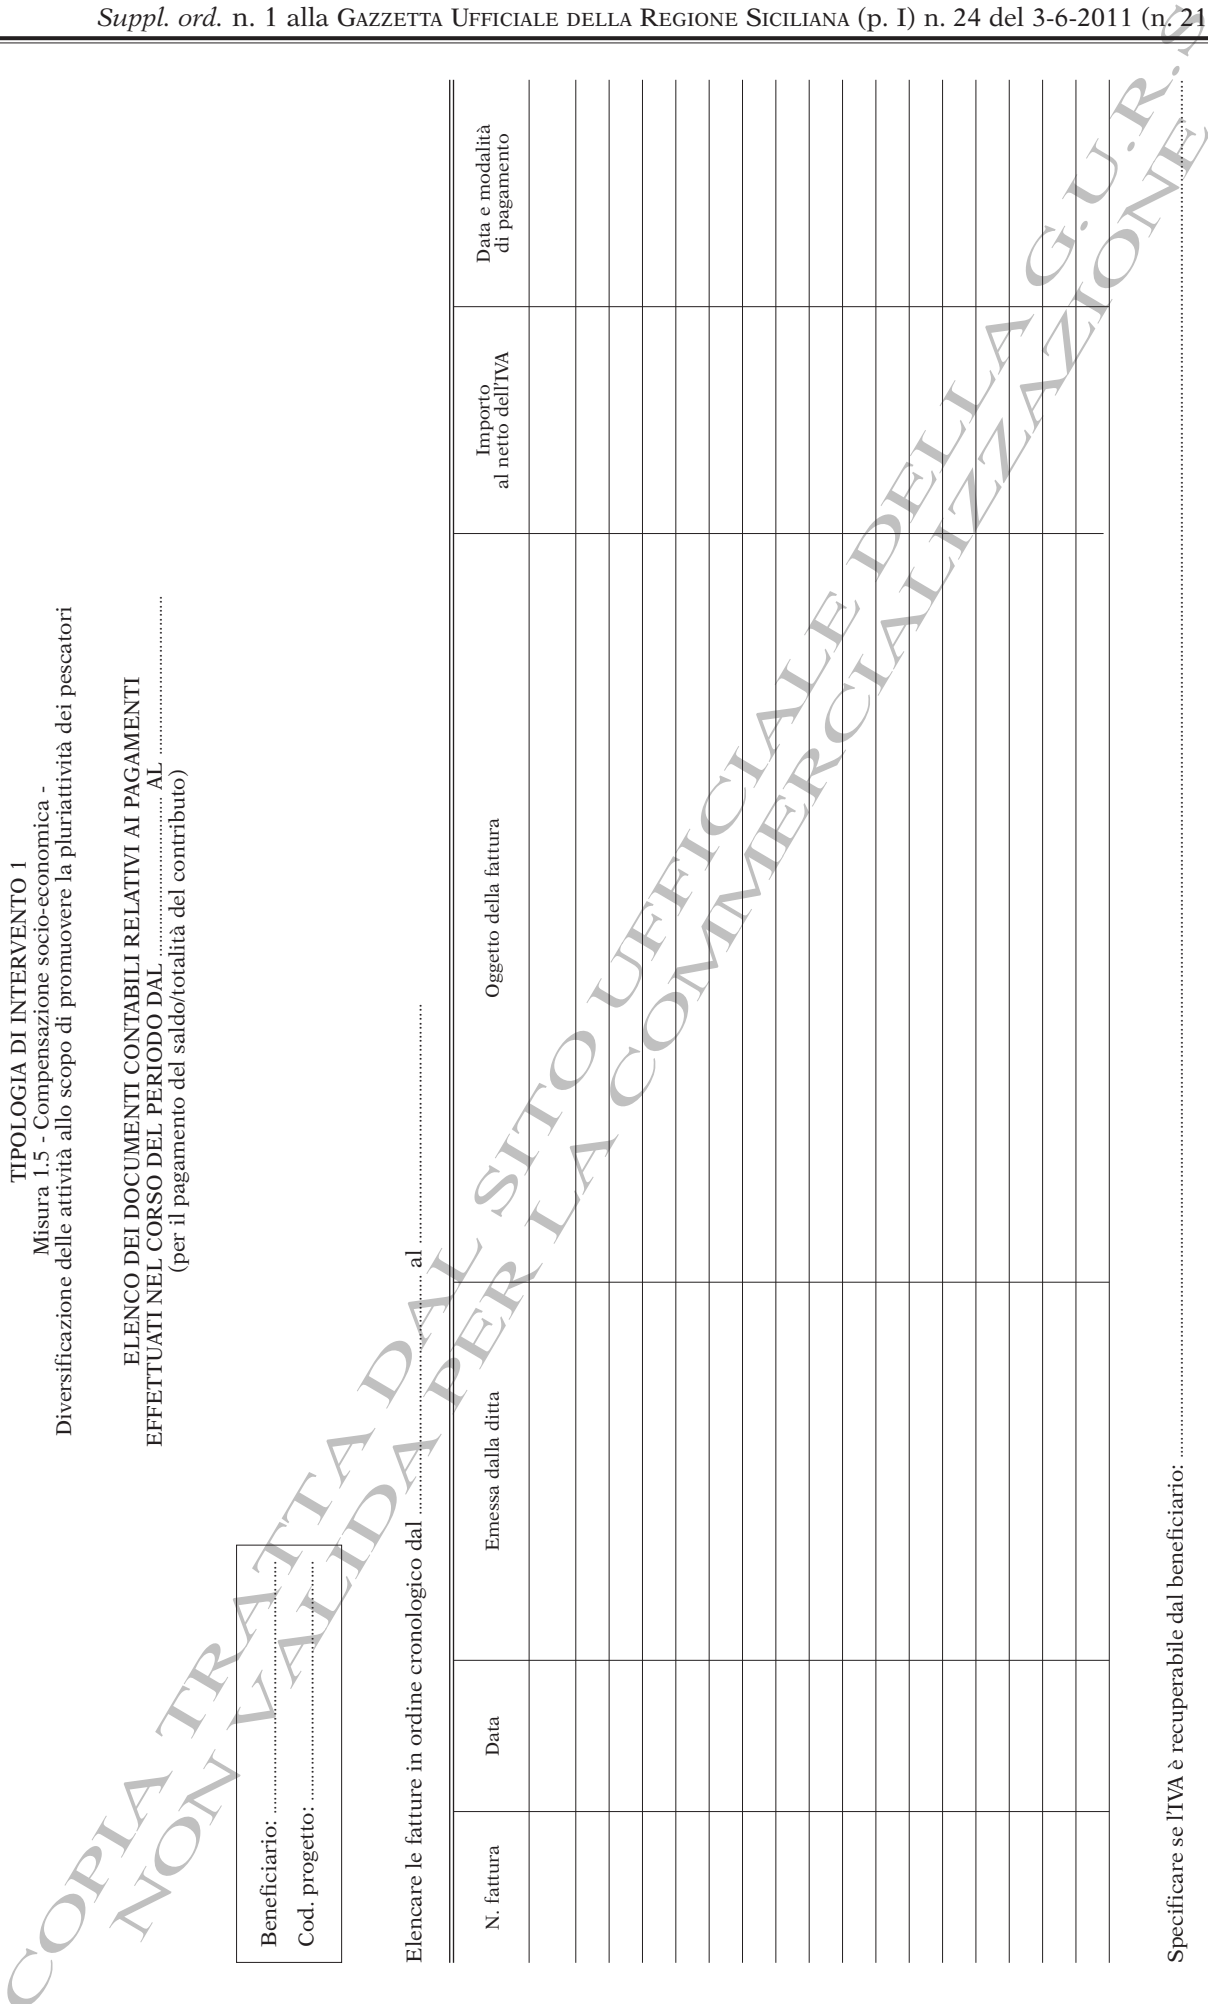 Suppl. ord. n. 1 alla GAZZETTA UFFICIALE DELLA REGIONE SICILIANA (p. I) n. 24 del 3-6-2011 (n. 21
TIPOLOGIA DI INTERVENTO 1
Misura 1.5 - Compensazione socio-economica -
Diversificazione delle attività allo scopo di promuovere la pluriattività dei pescatori
ELENCO DEI DOCUMENTI CONTABILI RELATIVI AI PAGAMENTI
EFFETTUATI NEL CORSO DEL PERIODO DAL .............................. AL ..............................
(per il pagamento del saldo/totalità del contributo)
Beneficiario: ..............................
Cod. progetto: ..............................
Elencare le fatture in ordine cronologico dal .............................. al ..............................
N. fattura
Data
Emessa dalla ditta
Oggetto della fattura
Importo
al netto dell'IVA
Data e modalità
di pagamento
Specificare se l'IVA è recuperabile dal beneficiario: ..............................
COPIA TRATTA DAL SITO UFFICIALE DELLA G.U.R.S
NON VALIDA PER LA COMMERCIALIZZAZIONE